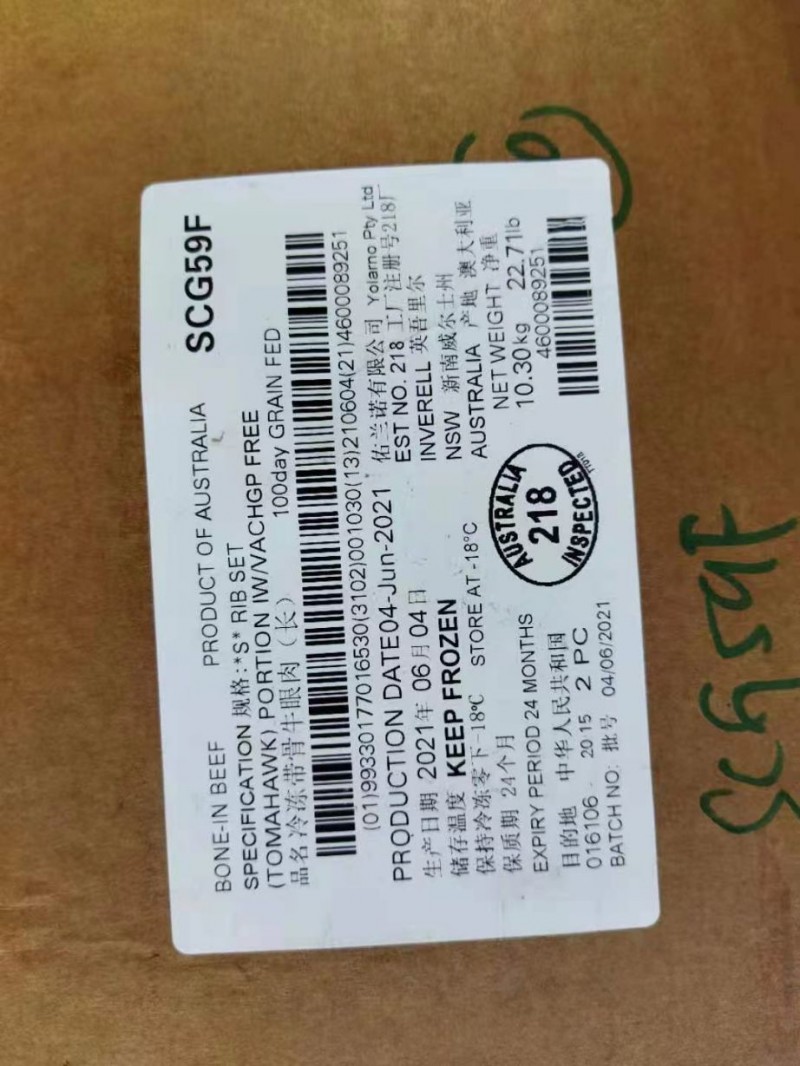 SCG59F
BONE-IN BEEF PRODUCT OF AUSTRALIA
SPECIFICATION 规格:*S* RIB SET
(TOMAHAWK) PORTION IW/VACHGP FREE
品名 冷冻带骨牛眼肉（长） 100day GRAIN FED
(01)99330177016530(3102)001030(13)210604(21)4600089251
PRODUCTION DATE04-Jun-2021
生产日期 2021年 06月 04日
储存温度 KEEP FROZEN
保持冷冻零下-18℃ STORE AT -18°C
保质期 24个月
EXPIRY PERIOD 24 MONTHS
目的地 中华人民共和国
016106 2015 2 PC
BATCH NO: 批号 04/06/2021
佑兰诺有限公司 Yolarno Pty Ltd
EST NO. 218 工厂注册号218厂
INVERELL 英吾里尔
NSW 新南威尔士州
AUSTRALIA 产地 澳大利亚
NET WEIGHT 净重
10.30kg 22.71lb
4600089251
AUSTRALIA
218
INSPECTED
SCG59F